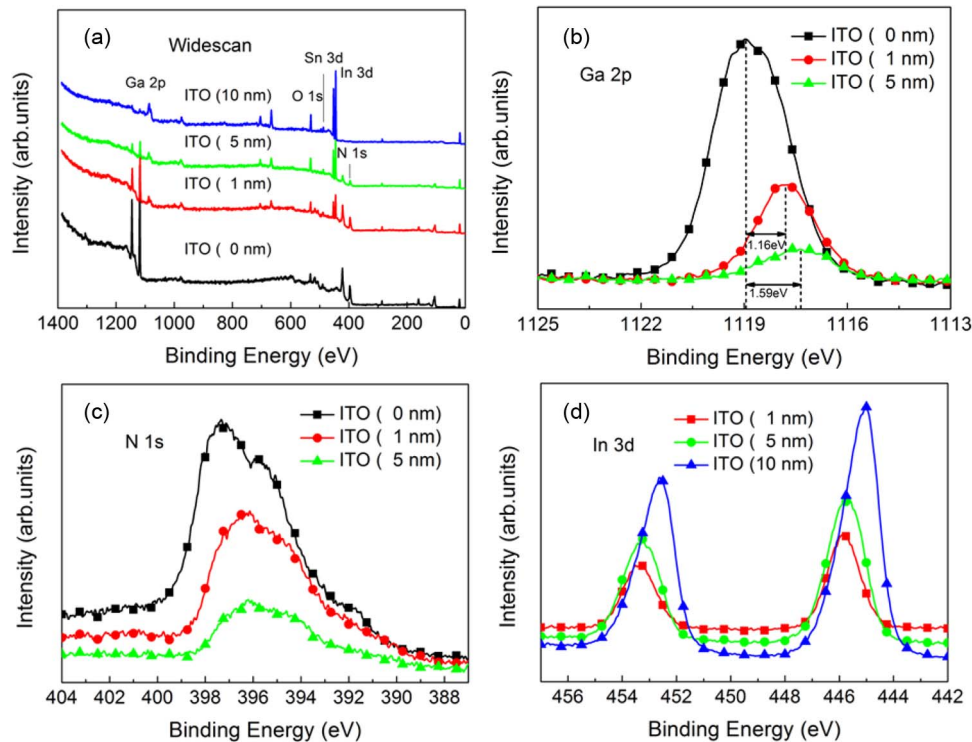 (a)
Widescan
Ga 2p
Sn 3d
In 3d
O 1s
N 1s
ITO (10 nm)
ITO (  5 nm)
ITO (  1 nm)
ITO (  0 nm)
Intensity (arb.units)
1400 1200 1000 800 600 400 200 0
Binding Energy (eV)
(b)
Ga 2p
ITO (  0 nm)
ITO (  1 nm)
ITO (  5 nm)
1.16eV
1.59eV
Intensity (arb.units)
1125 1122 1119 1116 1113
Binding Energy (eV)
(c)
N 1s
ITO (  0 nm)
ITO (  1 nm)
ITO (  5 nm)
Intensity (arb.units)
404 402 400 398 396 394 392 390 388
Binding Energy (eV)
(d)
In 3d
ITO (  1 nm)
ITO (  5 nm)
ITO (10 nm)
Intensity (arb.units)
456 454 452 450 448 446 444 442
Binding Energy (eV)